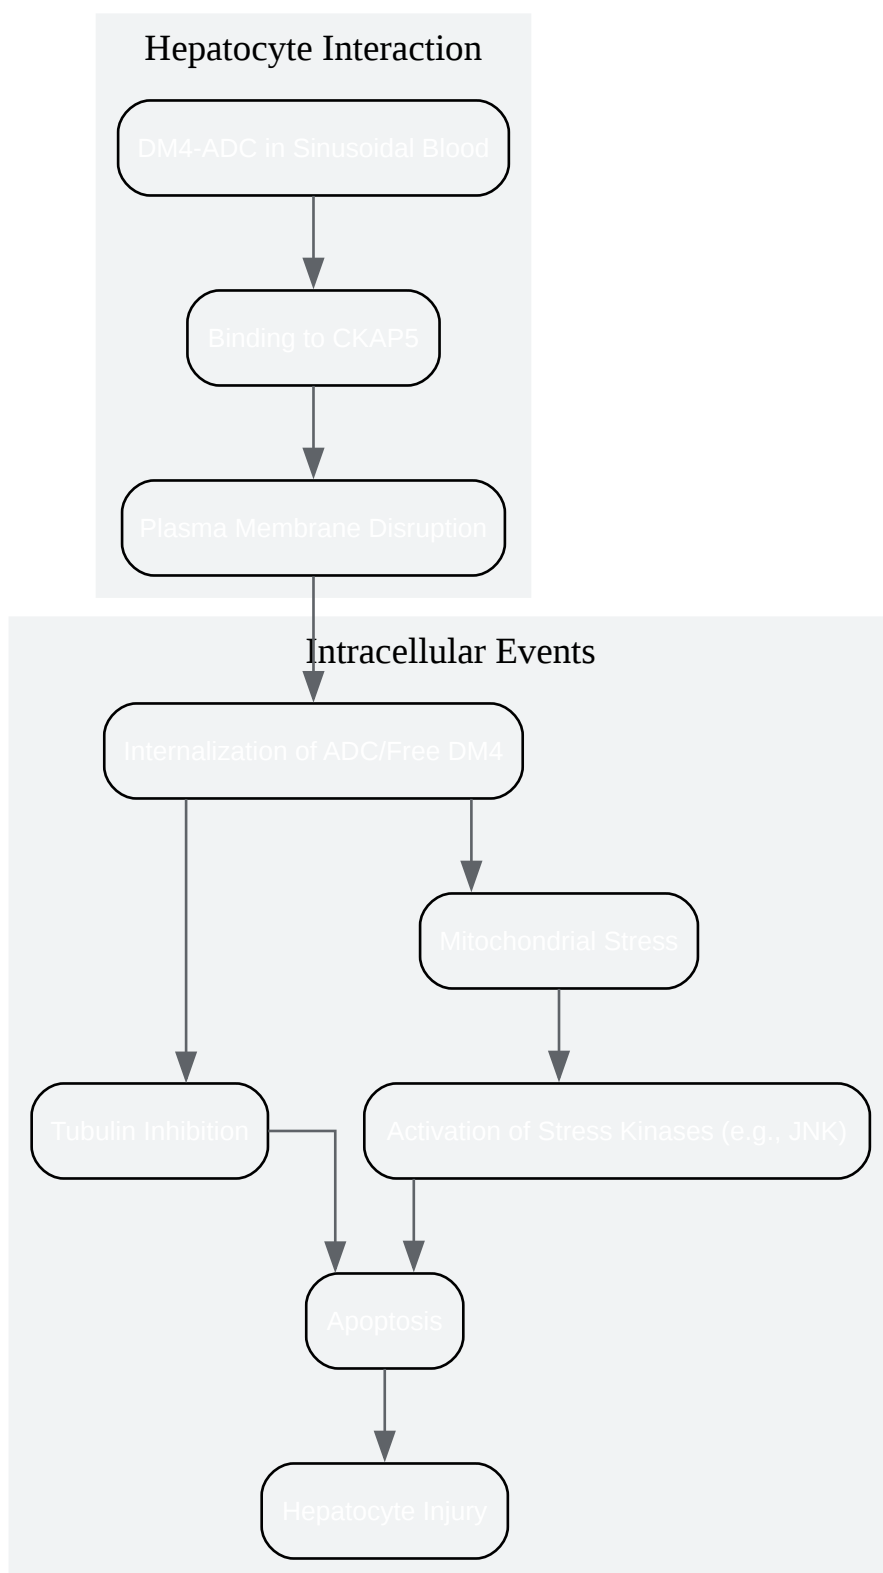 Hepatocyte Interaction
DM4-ADC in Sinusoidal Blood
Binding to CKAP5
Plasma Membrane Disruption
Intracellular Events
Internalization of ADC/Free DM4
Mitochondrial Stress
Tubulin Inhibition
Activation of Stress Kinases (e.g., JNK)
Apoptosis
Hepatocyte Injury